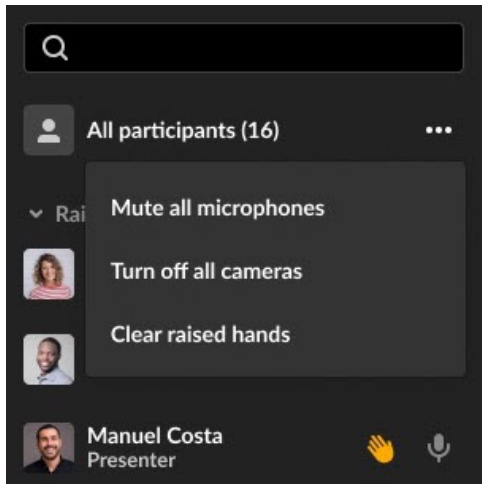 All participants (16)
Mute all microphones
Rai
Turn off all cameras
Clear raised hands
Manuel Costa
Presenter